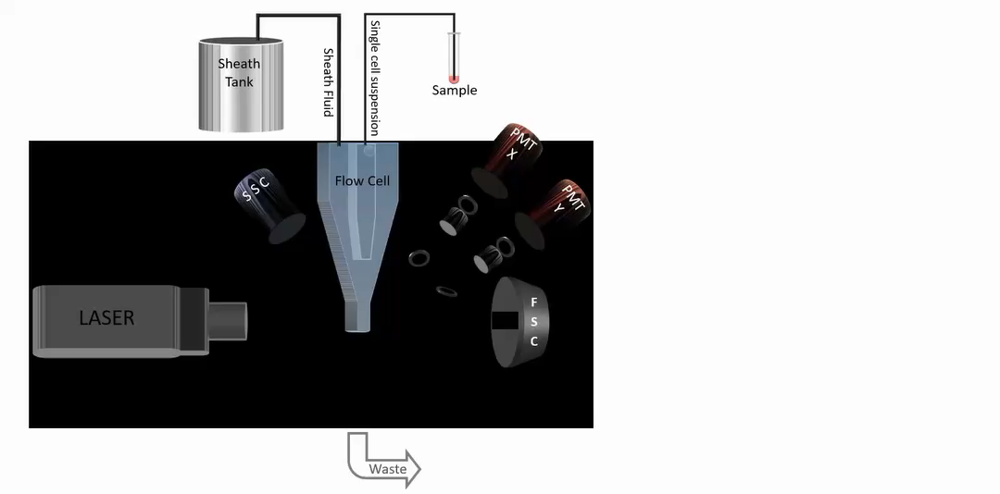 Sheath
Tank
Sheath Fluid
Single cell suspension
Sample
Flow Cell
SSC
PMT
X
PMT
Y
LASER
F
S
C
Waste